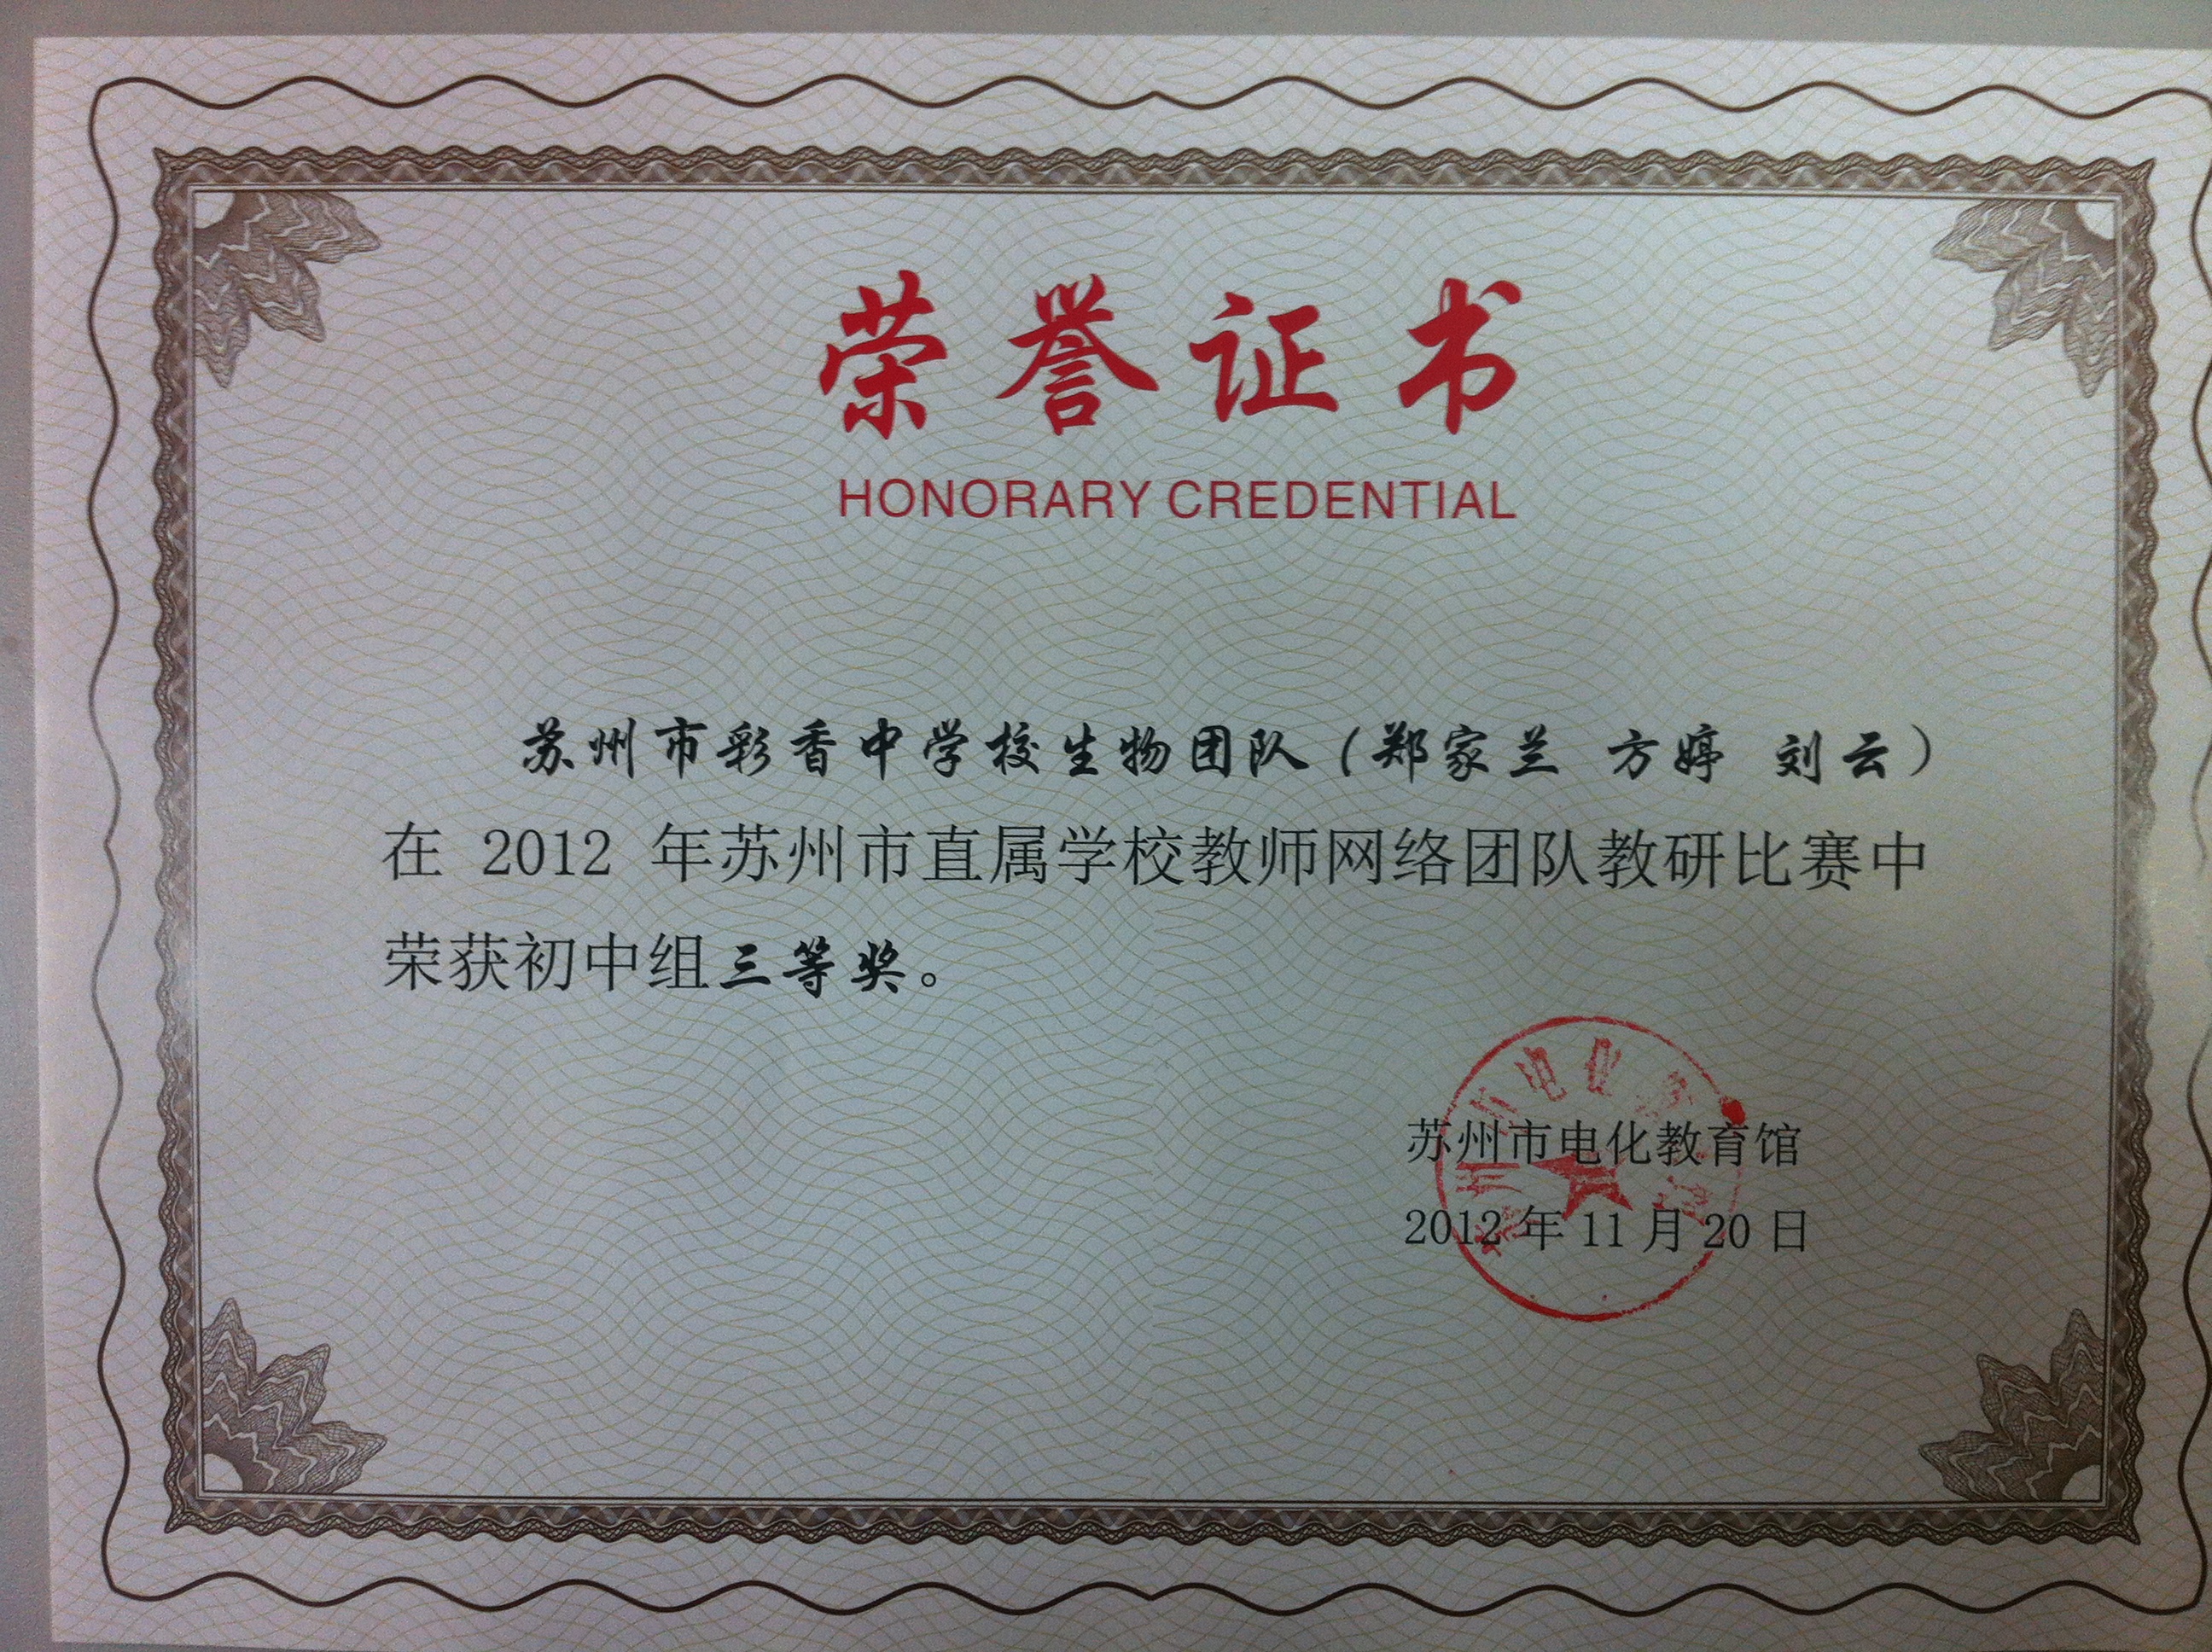 荣誉证书
HONORARY CREDENTIAL
苏州市彩香中学校生物团队（郑家兰 方婷 刘云）
在 2012 年苏州市直属学校教师网络团队教研比赛中
荣获初中组三等奖。
苏州市电化教育馆
2012 年 11 月 20 日